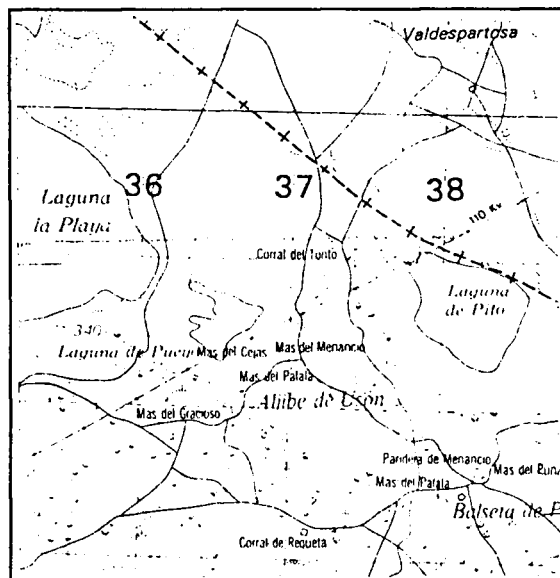 Valdespartosa
36
37
38
Laguna
la Playa
110 Kv
Corral del Tonto
Laguna
de Pito
340
Laguna de
Mas del Cejas
Mas del Menancio
Mas del Patala
Mas del Gracioso
Aljibe de Usón
Paridera de Menancio
Mas del
Mas del Patala
Balseta de
Corral de Requeta